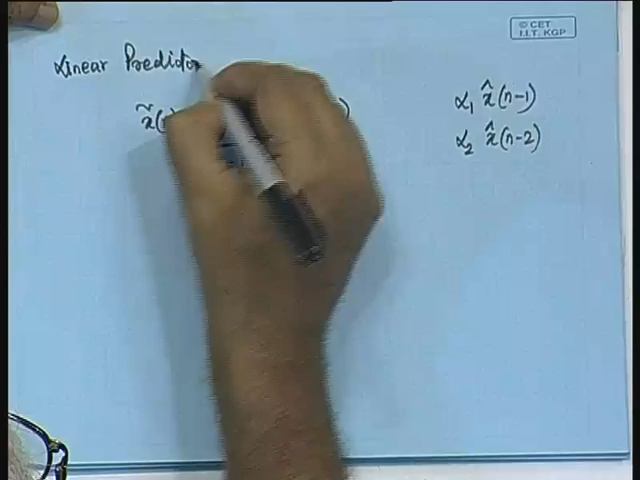 © CET
I.I.T. KGP
Linear Predictor
α₁ x̂(n-1)
x̃(
α₂ x̂(n-2)